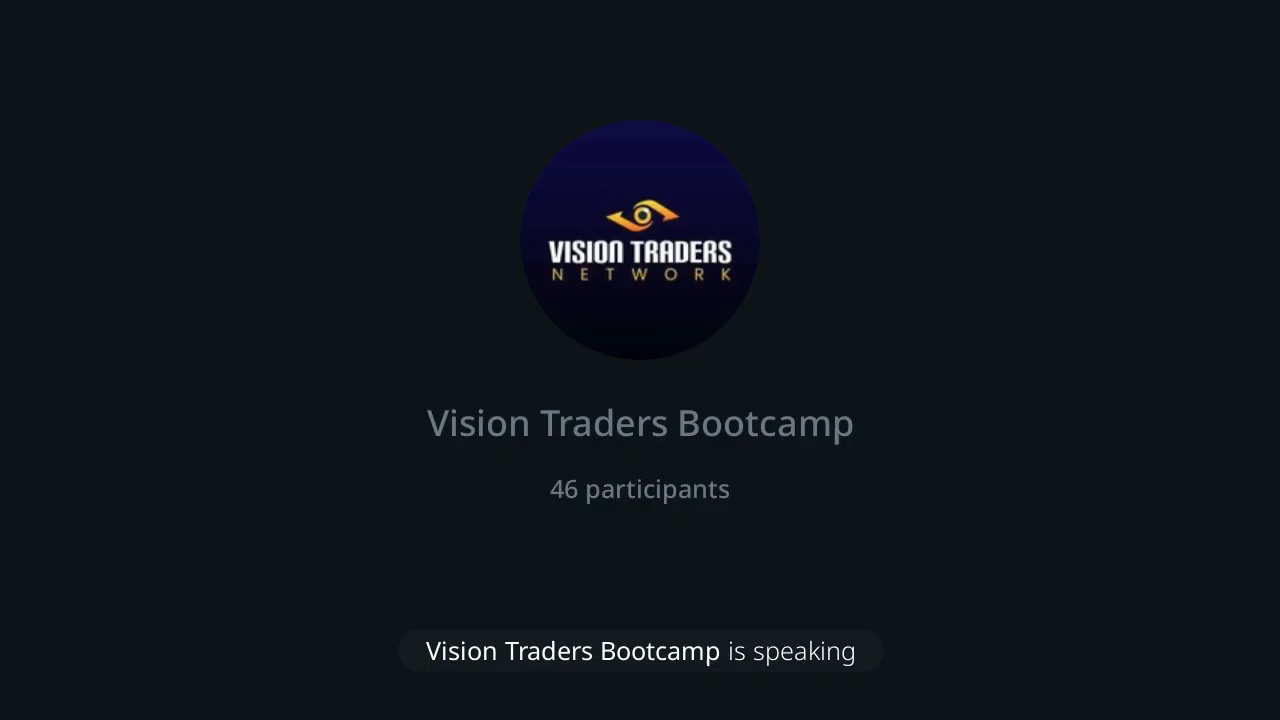 VISION TRADERS
NETWORK
Vision Traders Bootcamp
46 participants
Vision Traders Bootcamp is speaking